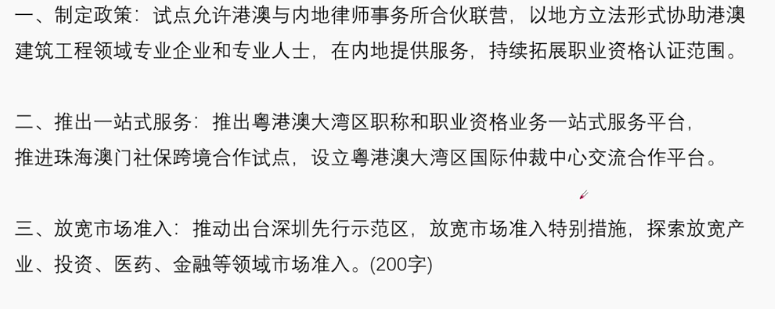 一、制定政策：试点允许港澳与内地律师事务所合伙联营，以地方立法形式协助港澳
建筑工程领域专业企业和专业人士，在内地提供服务，持续拓展职业资格认证范围。
二、推出一站式服务：推出粤港澳大湾区职称和职业资格业务一站式服务平台，
推进珠海澳门社保跨境合作试点，设立粤港澳大湾区国际仲裁中心交流合作平台。
三、放宽市场准入：推动出台深圳先行示范区，放宽市场准入特别措施，探索放宽产
业、投资、医药、金融等领域市场准入。(200字)